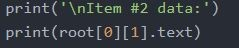 print('\nItem #2 data:')
print(root[0][1].text)